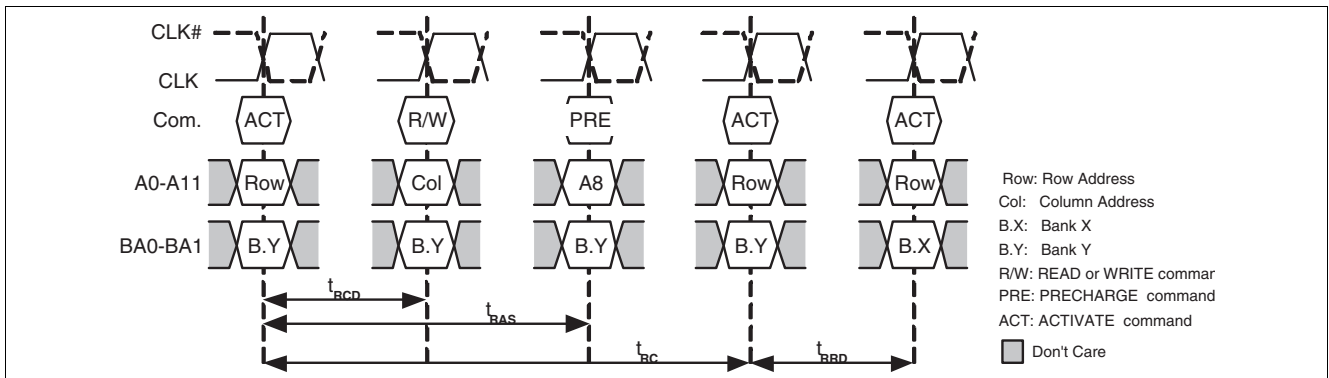 CLK#
CLK
Com. ACT R/W PRE ACT ACT
A0-A11 Row Col A8 Row Row
BA0-BA1 B.Y B.Y B.Y B.Y B.X
tRCD
tRAS
tRC tRRD
Row: Row Address
Col: Column Address
B.X: Bank X
B.Y: Bank Y
R/W: READ or WRITE commar
PRE: PRECHARGE command
ACT: ACTIVATE command
Don't Care